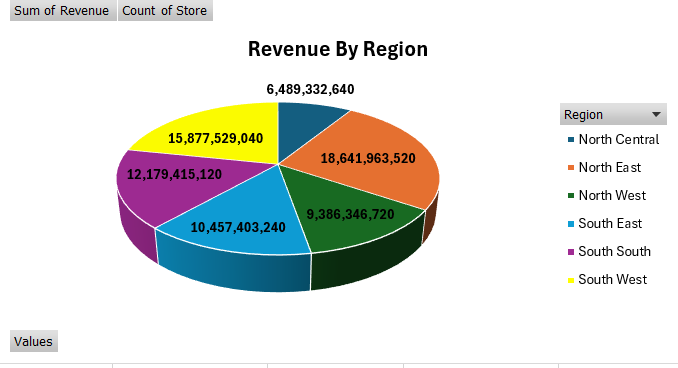 Sum of Revenue Count of Store
Revenue By Region
6,489,332,640
15,877,529,040
18,641,963,520
12,179,415,120
9,386,346,720
10,457,403,240
Region
North Central
North East
North West
South East
South South
South West
Values